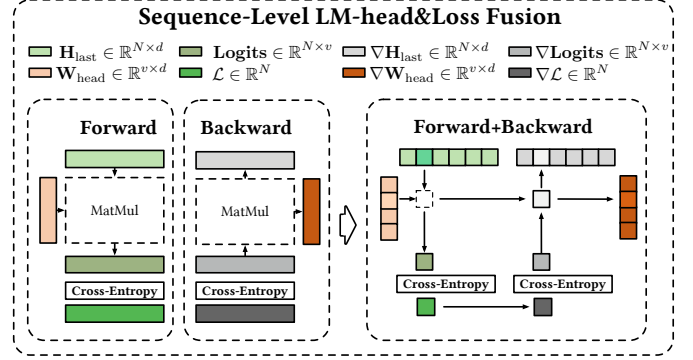 Sequence-Level LM-head&Loss Fusion
H_last ∈ ℝ^{N×d} Logits ∈ ℝ^{N×v} ∇H_last ∈ ℝ^{N×d} ∇Logits ∈ ℝ^{N×v}
W_head ∈ ℝ^{v×d} ℒ ∈ ℝ^N ∇W_head ∈ ℝ^{v×d} ∇ℒ ∈ ℝ^N
Forward
MatMul
Cross-Entropy
Backward
MatMul
Cross-Entropy
Forward+Backward
Cross-Entropy Cross-Entropy